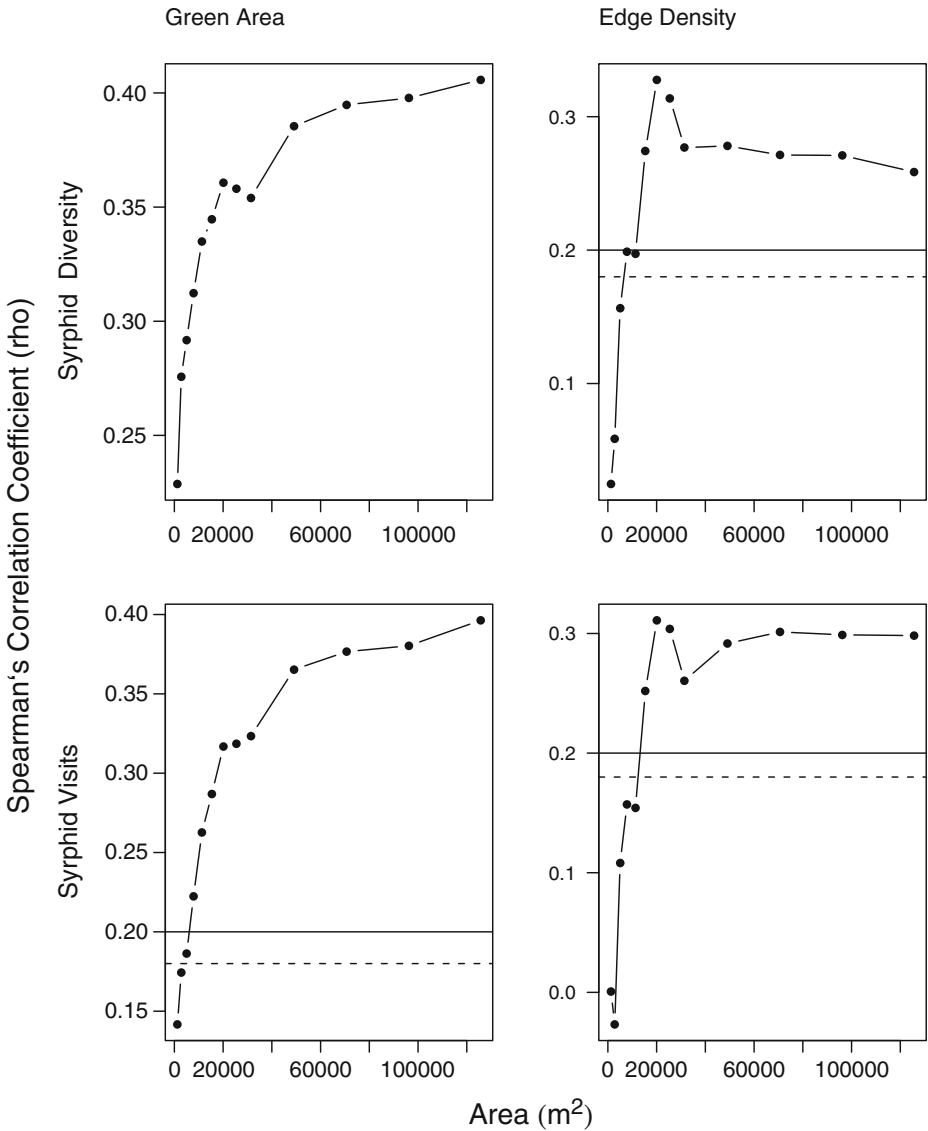 Green Area
Edge Density
0.40
0.35
0.30
0.25
0.3
0.2
0.1
Syrphid Diversity
0 20000 60000 100000
0 20000 60000 100000
Spearman‘s Correlation Coefficient (rho)
0.40
0.35
0.30
0.25
0.20
0.15
0.3
0.2
0.1
0.0
Syrphid Visits
0 20000 60000 100000
0 20000 60000 100000
Area (m²)